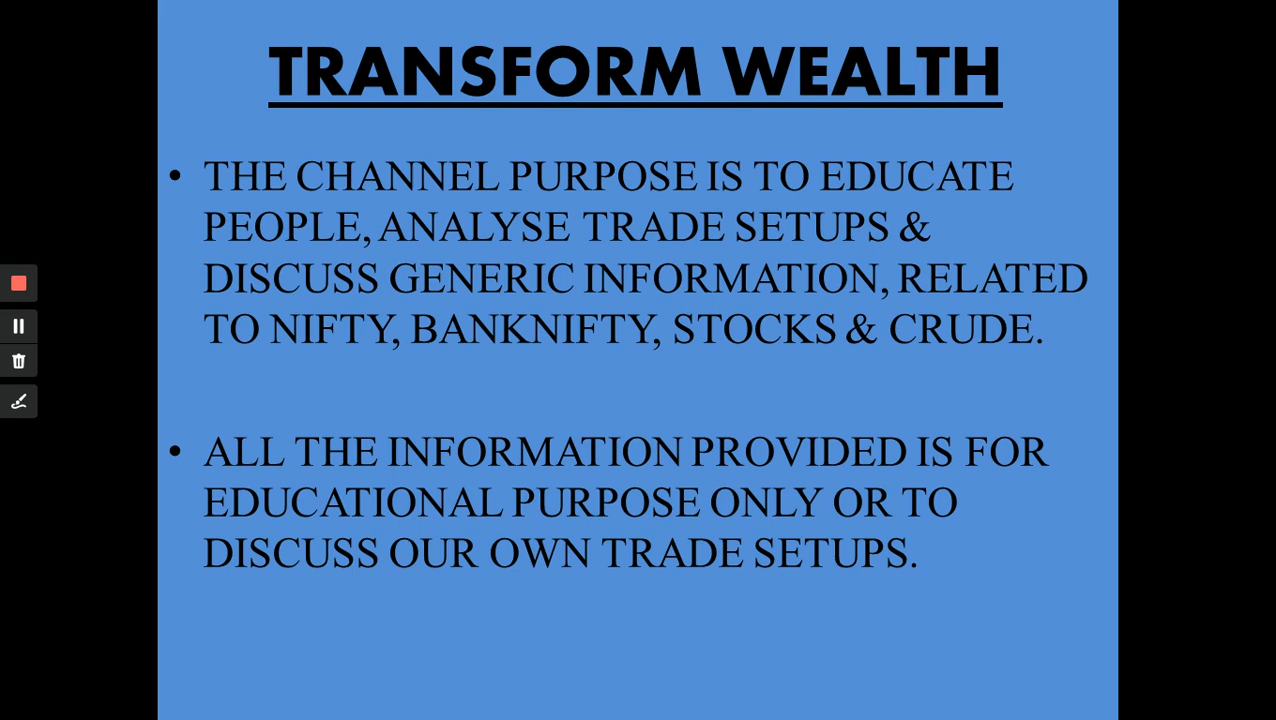 TRANSFORM WEALTH
• THE CHANNEL PURPOSE IS TO EDUCATE
PEOPLE, ANALYSE TRADE SETUPS &
DISCUSS GENERIC INFORMATION, RELATED
TO NIFTY, BANKNIFTY, STOCKS & CRUDE.
• ALL THE INFORMATION PROVIDED IS FOR
EDUCATIONAL PURPOSE ONLY OR TO
DISCUSS OUR OWN TRADE SETUPS.